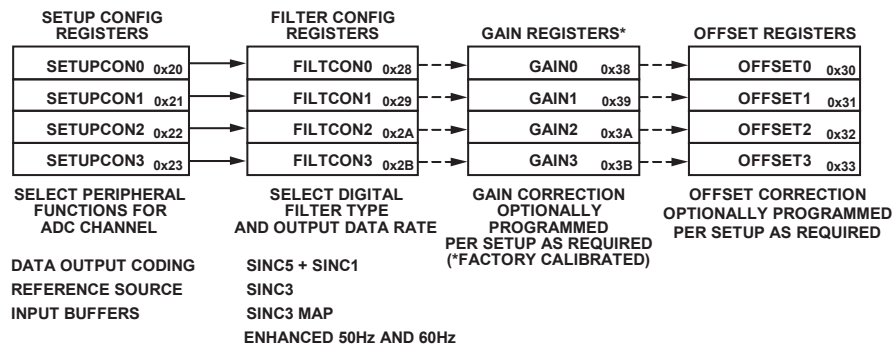 SETUP CONFIG
REGISTERS
FILTER CONFIG
REGISTERS
GAIN REGISTERS*
OFFSET REGISTERS
SETUPCON0 0x20
FILTCON0 0x28
GAIN0 0x38
OFFSET0 0x30
SETUPCON1 0x21
FILTCON1 0x29
GAIN1 0x39
OFFSET1 0x31
SETUPCON2 0x22
FILTCON2 0x2A
GAIN2 0x3A
OFFSET2 0x32
SETUPCON3 0x23
FILTCON3 0x2B
GAIN3 0x3B
OFFSET3 0x33
SELECT PERIPHERAL
FUNCTIONS FOR
ADC CHANNEL
SELECT DIGITAL
FILTER TYPE
AND OUTPUT DATA RATE
GAIN CORRECTION
OPTIONALLY
PROGRAMMED
PER SETUP AS REQUIRED
(*FACTORY CALIBRATED)
OFFSET CORRECTION
OPTIONALLY PROGRAMMED
PER SETUP AS REQUIRED
DATA OUTPUT CODING
REFERENCE SOURCE
INPUT BUFFERS
SINC5 + SINC1
SINC3
SINC3 MAP
ENHANCED 50Hz AND 60Hz